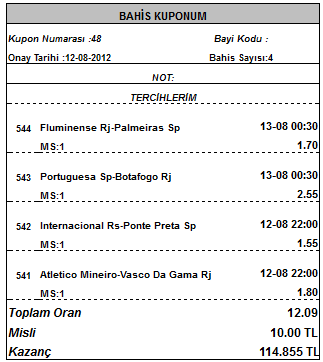 BAHİS KUPONUM
Kupon Numarası :48 Bayi Kodu :
Onay Tarihi :12-08-2012 Bahis Sayısı:4
NOT:
TERCİHLERİM
544 Fluminense Rj-Palmeiras Sp 13-08 00:30
MS:1 1.70
543 Portuguesa Sp-Botafogo Rj 13-08 00:30
MS:1 2.55
542 Internacional Rs-Ponte Preta Sp 12-08 22:00
MS:1 1.55
541 Atletico Mineiro-Vasco Da Gama Rj 12-08 22:00
MS:1 1.80
Toplam Oran 12.09
Misli 10.00 TL
Kazanç 114.855 TL